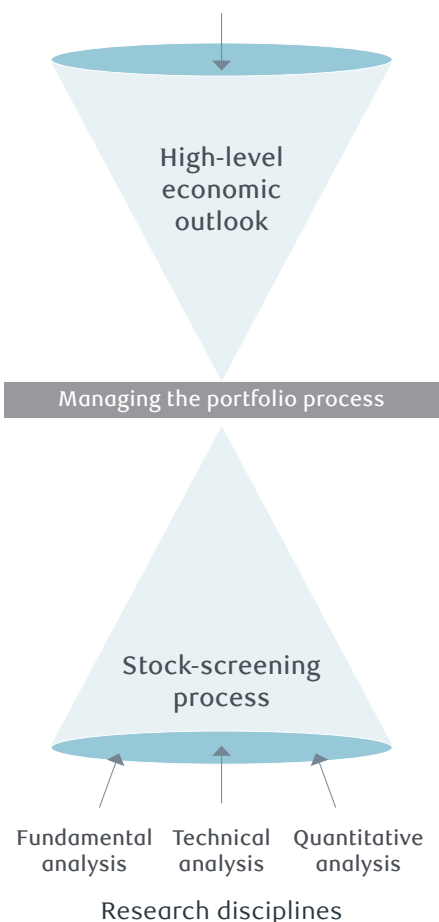 High-level
economic
outlook
Managing the portfolio process
Stock-screening
process
Fundamental
analysis
Technical
analysis
Quantitative
analysis
Research disciplines